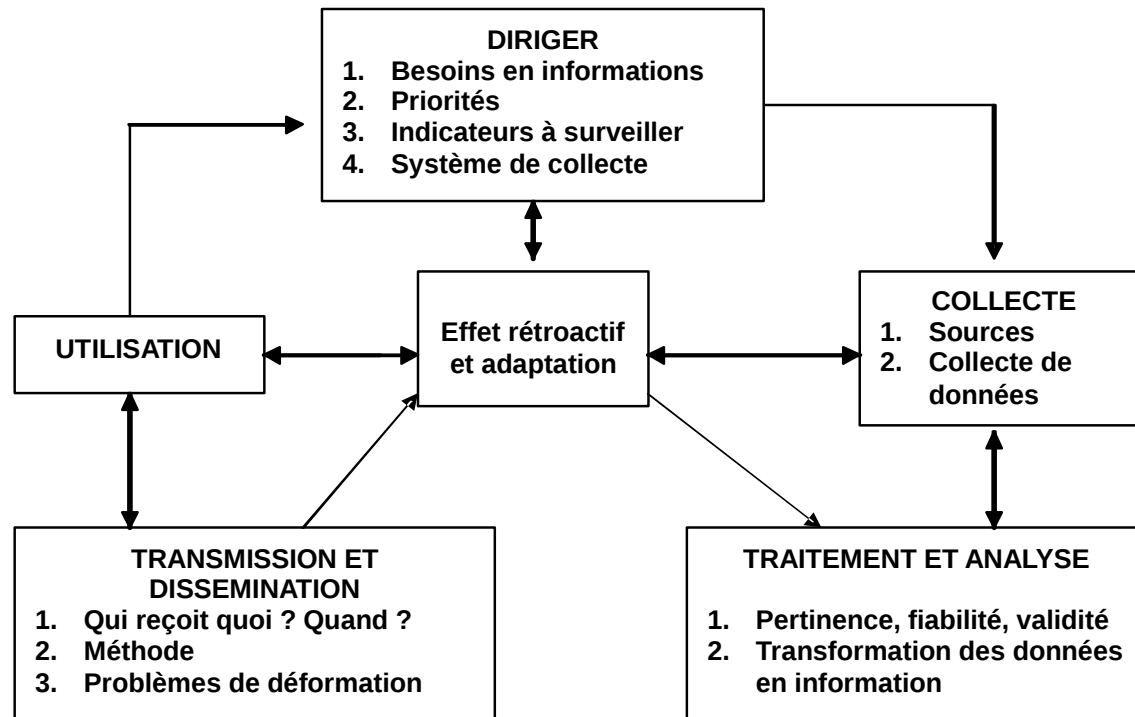 DIRIGER
1. Besoins en informations
2. Priorités
3. Indicateurs à surveiller
4. Système de collecte
UTILISATION
Effet rétroactif
et adaptation
COLLECTE
1. Sources
2. Collecte de
données
TRANSMISSION ET
DISSEMINATION
1. Qui reçoit quoi ? Quand ?
2. Méthode
3. Problèmes de déformation
TRAITEMENT ET ANALYSE
1. Pertinence, fiabilité, validité
2. Transformation des données
en information